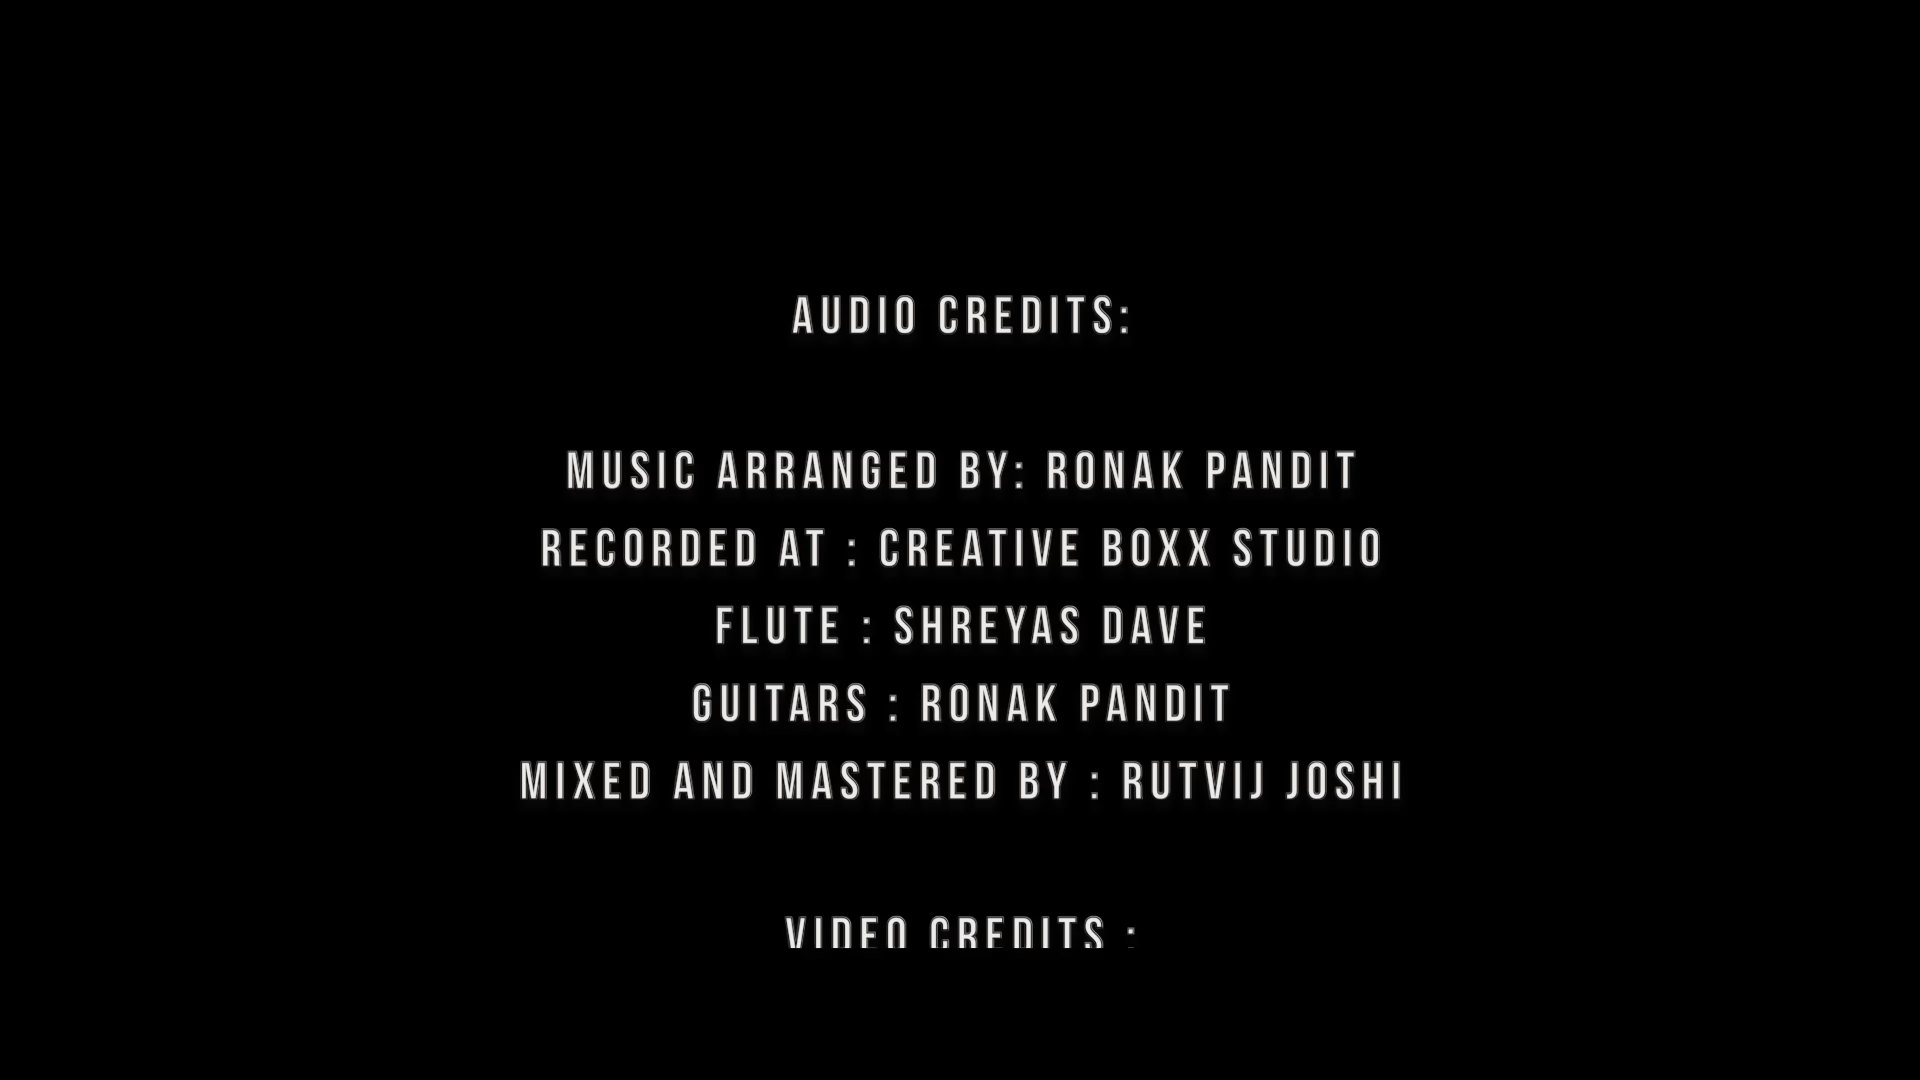 AUDIO CREDITS:
MUSIC ARRANGED BY: RONAK PANDIT
RECORDED AT : CREATIVE BOXX STUDIO
FLUTE : SHREYAS DAVE
GUITARS : RONAK PANDIT
MIXED AND MASTERED BY : RUTVIJ JOSHI
VIDEO CREDITS :